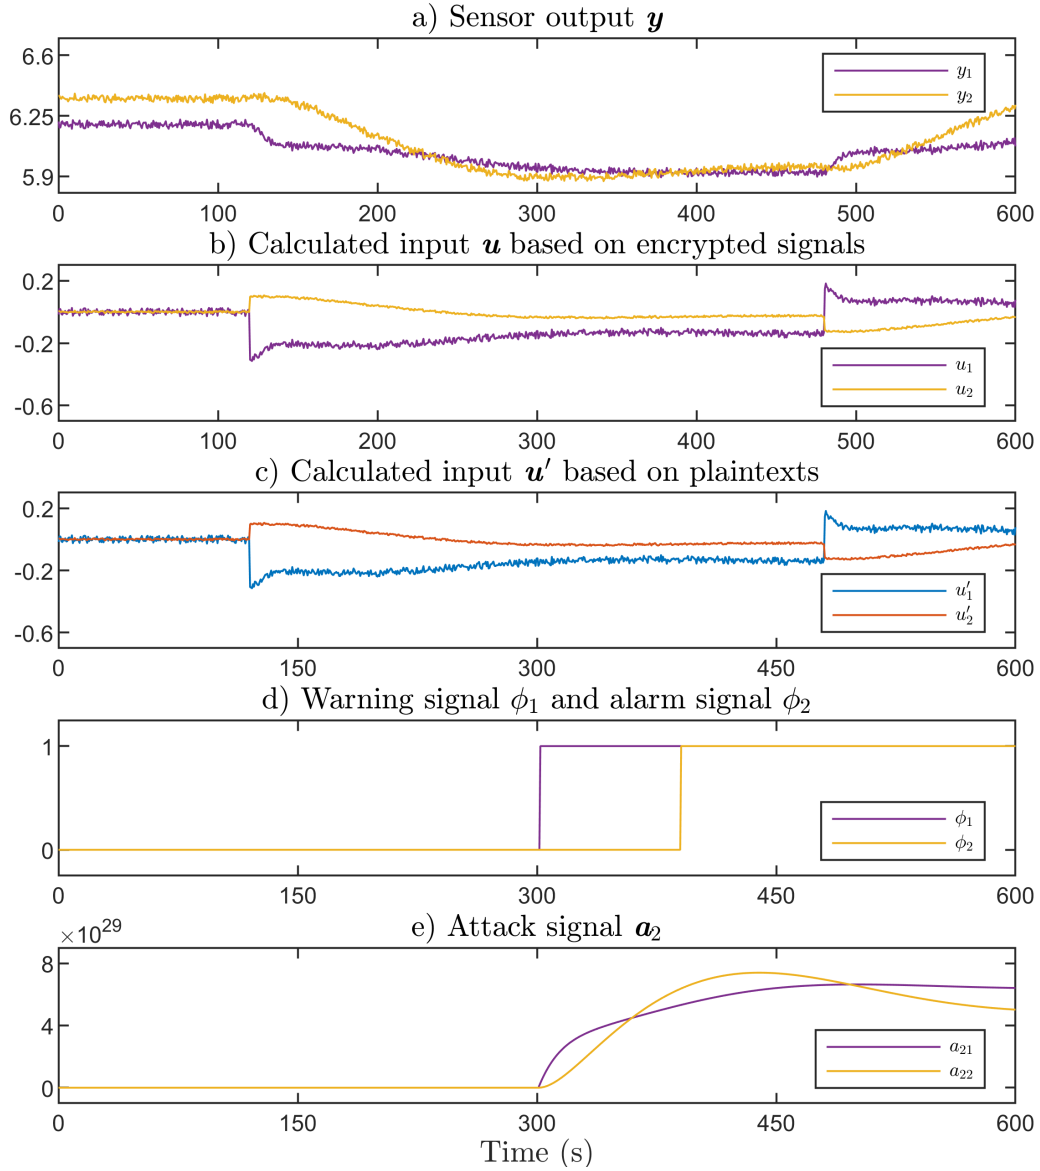 a) Sensor output y
6.6
6.25
5.9
y₁
y₂
0 100 200 300 400 500 600
b) Calculated input u based on encrypted signals
0.2
-0.2
-0.6
u₁
u₂
0 100 200 300 400 500 600
c) Calculated input u′ based on plaintexts
0.2
-0.2
-0.6
u′₁
u′₂
0 150 300 450 600
d) Warning signal ϕ₁ and alarm signal ϕ₂
1
0
ϕ₁
ϕ₂
0 150 300 450 600
e) Attack signal a₂
×10²⁹
8
4
0
a₂₁
a₂₂
0 150 300 450 600
Time (s)